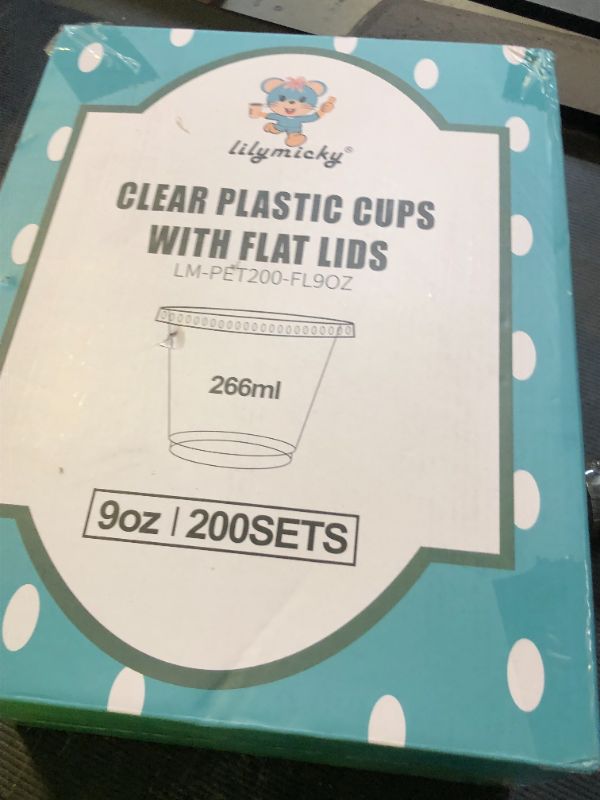 lilymicky®
CLEAR PLASTIC CUPS
WITH FLAT LIDS
LM-PET200-FL9OZ
266ml
9oz | 200SETS